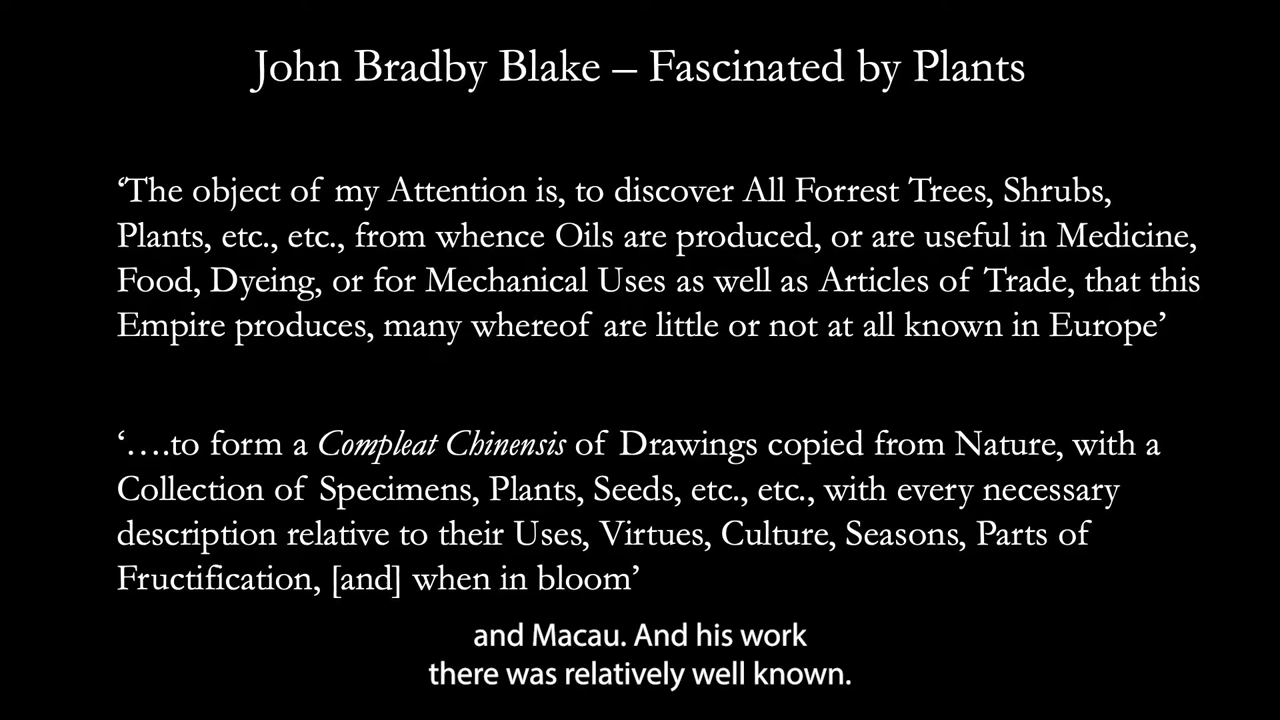 John Bradby Blake – Fascinated by Plants
‘The object of my Attention is, to discover All Forrest Trees, Shrubs,
Plants, etc., etc., from whence Oils are produced, or are useful in Medicine,
Food, Dyeing, or for Mechanical Uses as well as Articles of Trade, that this
Empire produces, many whereof are little or not at all known in Europe’
‘….to form a Compleat Chinensis of Drawings copied from Nature, with a
Collection of Specimens, Plants, Seeds, etc., etc., with every necessary
description relative to their Uses, Virtues, Culture, Seasons, Parts of
Fructification, [and] when in bloom’
and Macau. And his work
there was relatively well known.